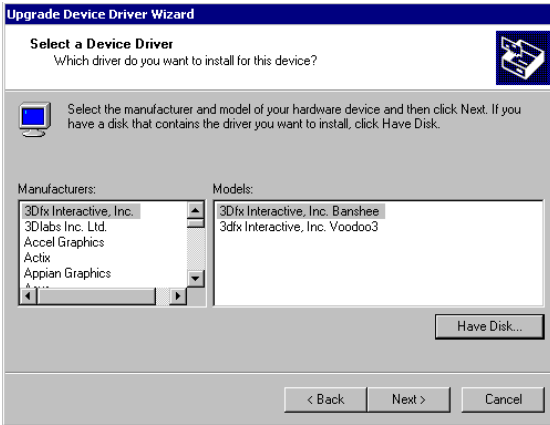 Upgrade Device Driver Wizard
Select a Device Driver
Which driver do you want to install for this device?
Select the manufacturer and model of your hardware device and then click Next. If you
have a disk that contains the driver you want to install, click Have Disk.
Manufacturers:
3Dfx Interactive, Inc.
3Dlabs Inc. Ltd.
Accel Graphics
Actix
Appian Graphics
Models:
3Dfx Interactive, Inc. Banshee
3dfx Interactive, Inc. Voodoo3
Have Disk...
< Back
Next >
Cancel